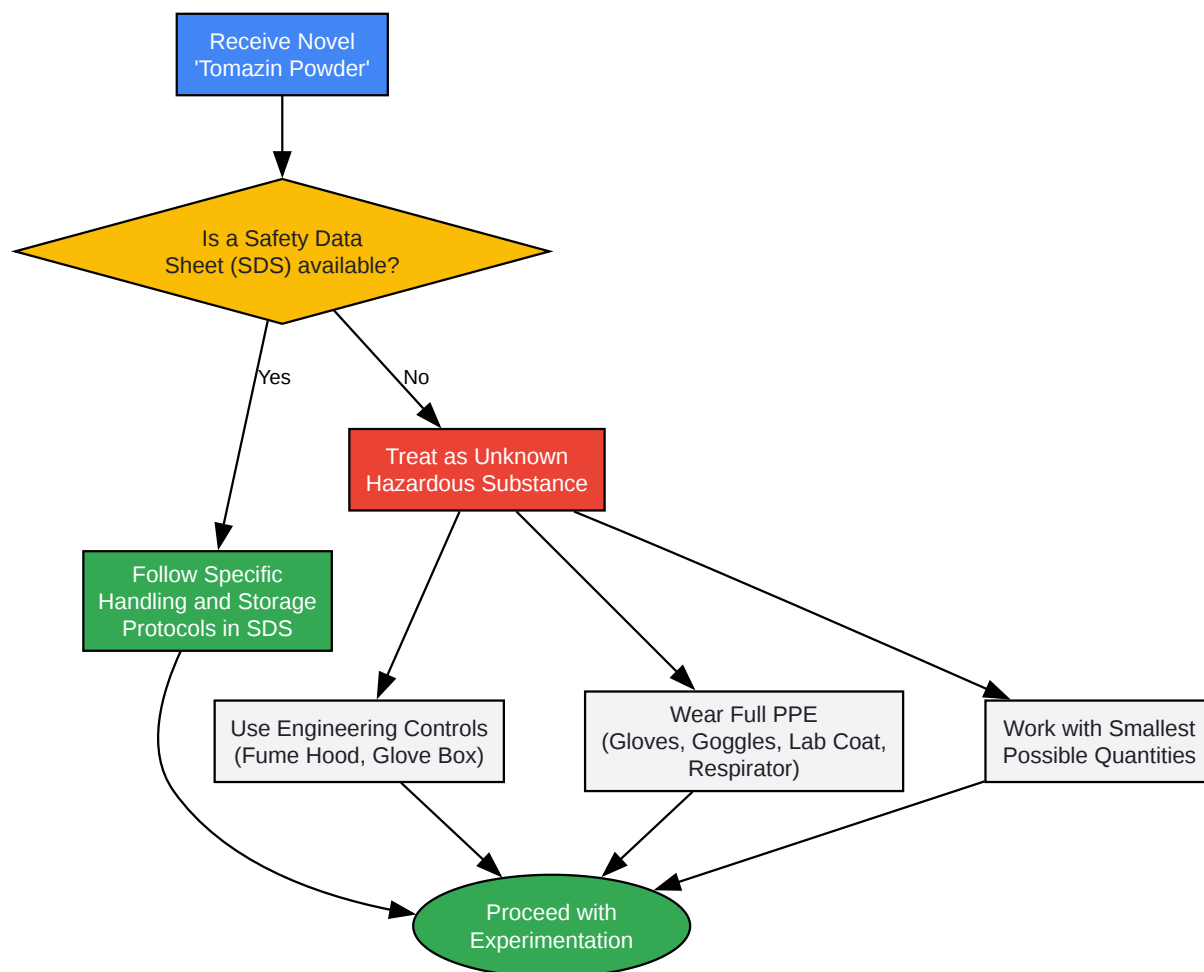 Receive Novel
'Tomazin Powder'
Is a Safety Data
Sheet (SDS) available?
Yes
No
Treat as Unknown
Hazardous Substance
Follow Specific
Handling and Storage
Protocols in SDS
Use Engineering Controls
(Fume Hood, Glove Box)
Wear Full PPE
(Gloves, Goggles, Lab Coat,
Respirator)
Work with Smallest
Possible Quantities
Proceed with
Experimentation